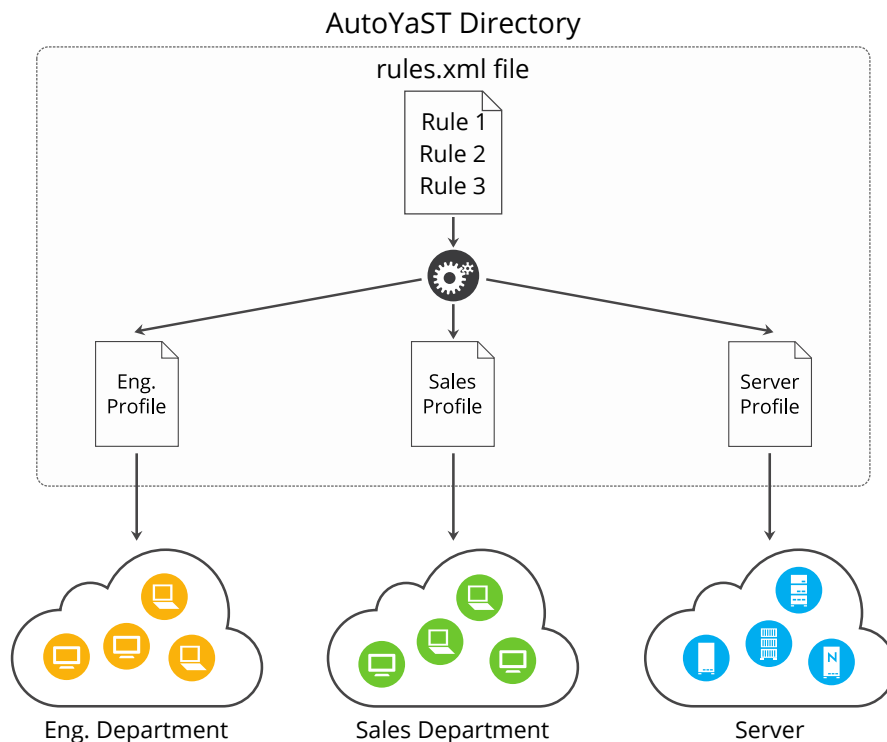 AutoYaST Directory
rules.xml file
Rule 1
Rule 2
Rule 3
Eng.
Profile
Sales
Profile
Server
Profile
Eng. Department
Sales Department
Server